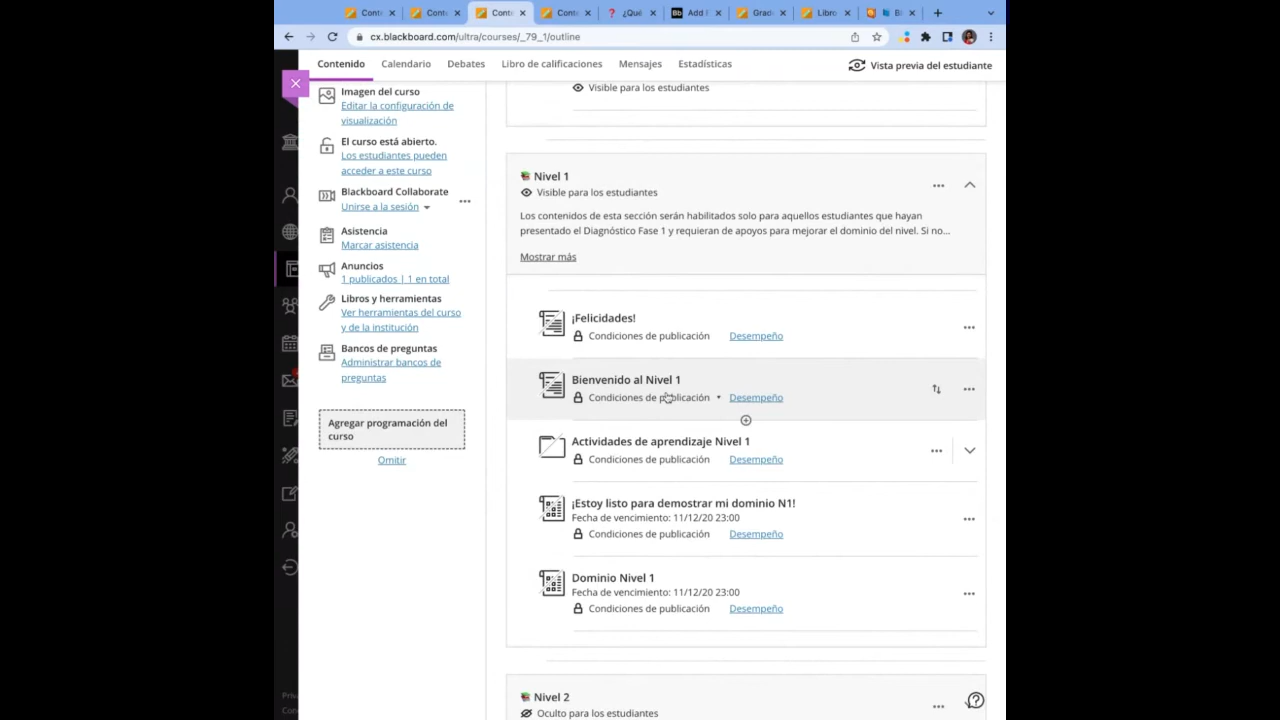 Conte
Conte
Conte
Conte
¿Qué
Bb Add
Grad
Libro
cx.blackboard.com/ultra/courses/_79_1/outline
Contenido
Calendario
Debates
Libro de calificaciones
Mensajes
Estadísticas
Vista previa del estudiante
Imagen del curso
Editar la configuración de
visualización
El curso está abierto.
Los estudiantes pueden
acceder a este curso
Blackboard Collaborate
Unirse a la sesión
Asistencia
Marcar asistencia
Anuncios
1 publicados | 1 en total
Libros y herramientas
Ver herramientas del curso
y de la institución
Bancos de preguntas
Administrar bancos de
preguntas
Agregar programación del
curso
Omitir
Visible para los estudiantes
Nivel 1
Visible para los estudiantes
Los contenidos de esta sección serán habilitados solo para aquellos estudiantes que hayan
presentado el Diagnóstico Fase 1 y requieran de apoyos para mejorar el dominio del nivel. Si no...
Mostrar más
¡Felicidades!
Condiciones de publicación Desempeño
Bienvenido al Nivel 1
Condiciones de publicación Desempeño
Actividades de aprendizaje Nivel 1
Condiciones de publicación Desempeño
¡Estoy listo para demostrar mi dominio N1!
Fecha de vencimiento: 11/12/20 23:00
Condiciones de publicación Desempeño
Dominio Nivel 1
Fecha de vencimiento: 11/12/20 23:00
Condiciones de publicación Desempeño
Nivel 2
Oculto para los estudiantes